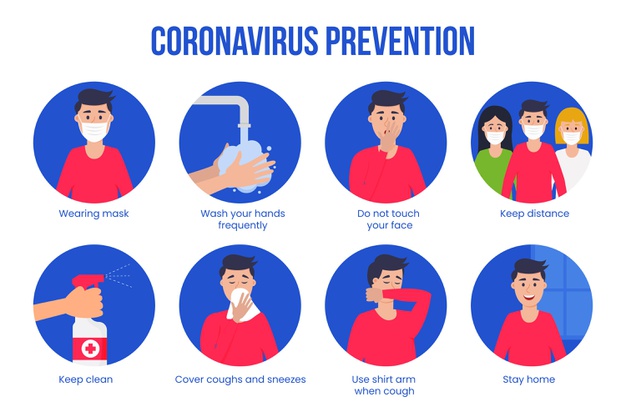 CORONAVIRUS PREVENTION
Wearing mask
Wash your hands
frequently
Do not touch
your face
Keep distance
Keep clean
Cover coughs and sneezes
Use shirt arm
when cough
Stay home